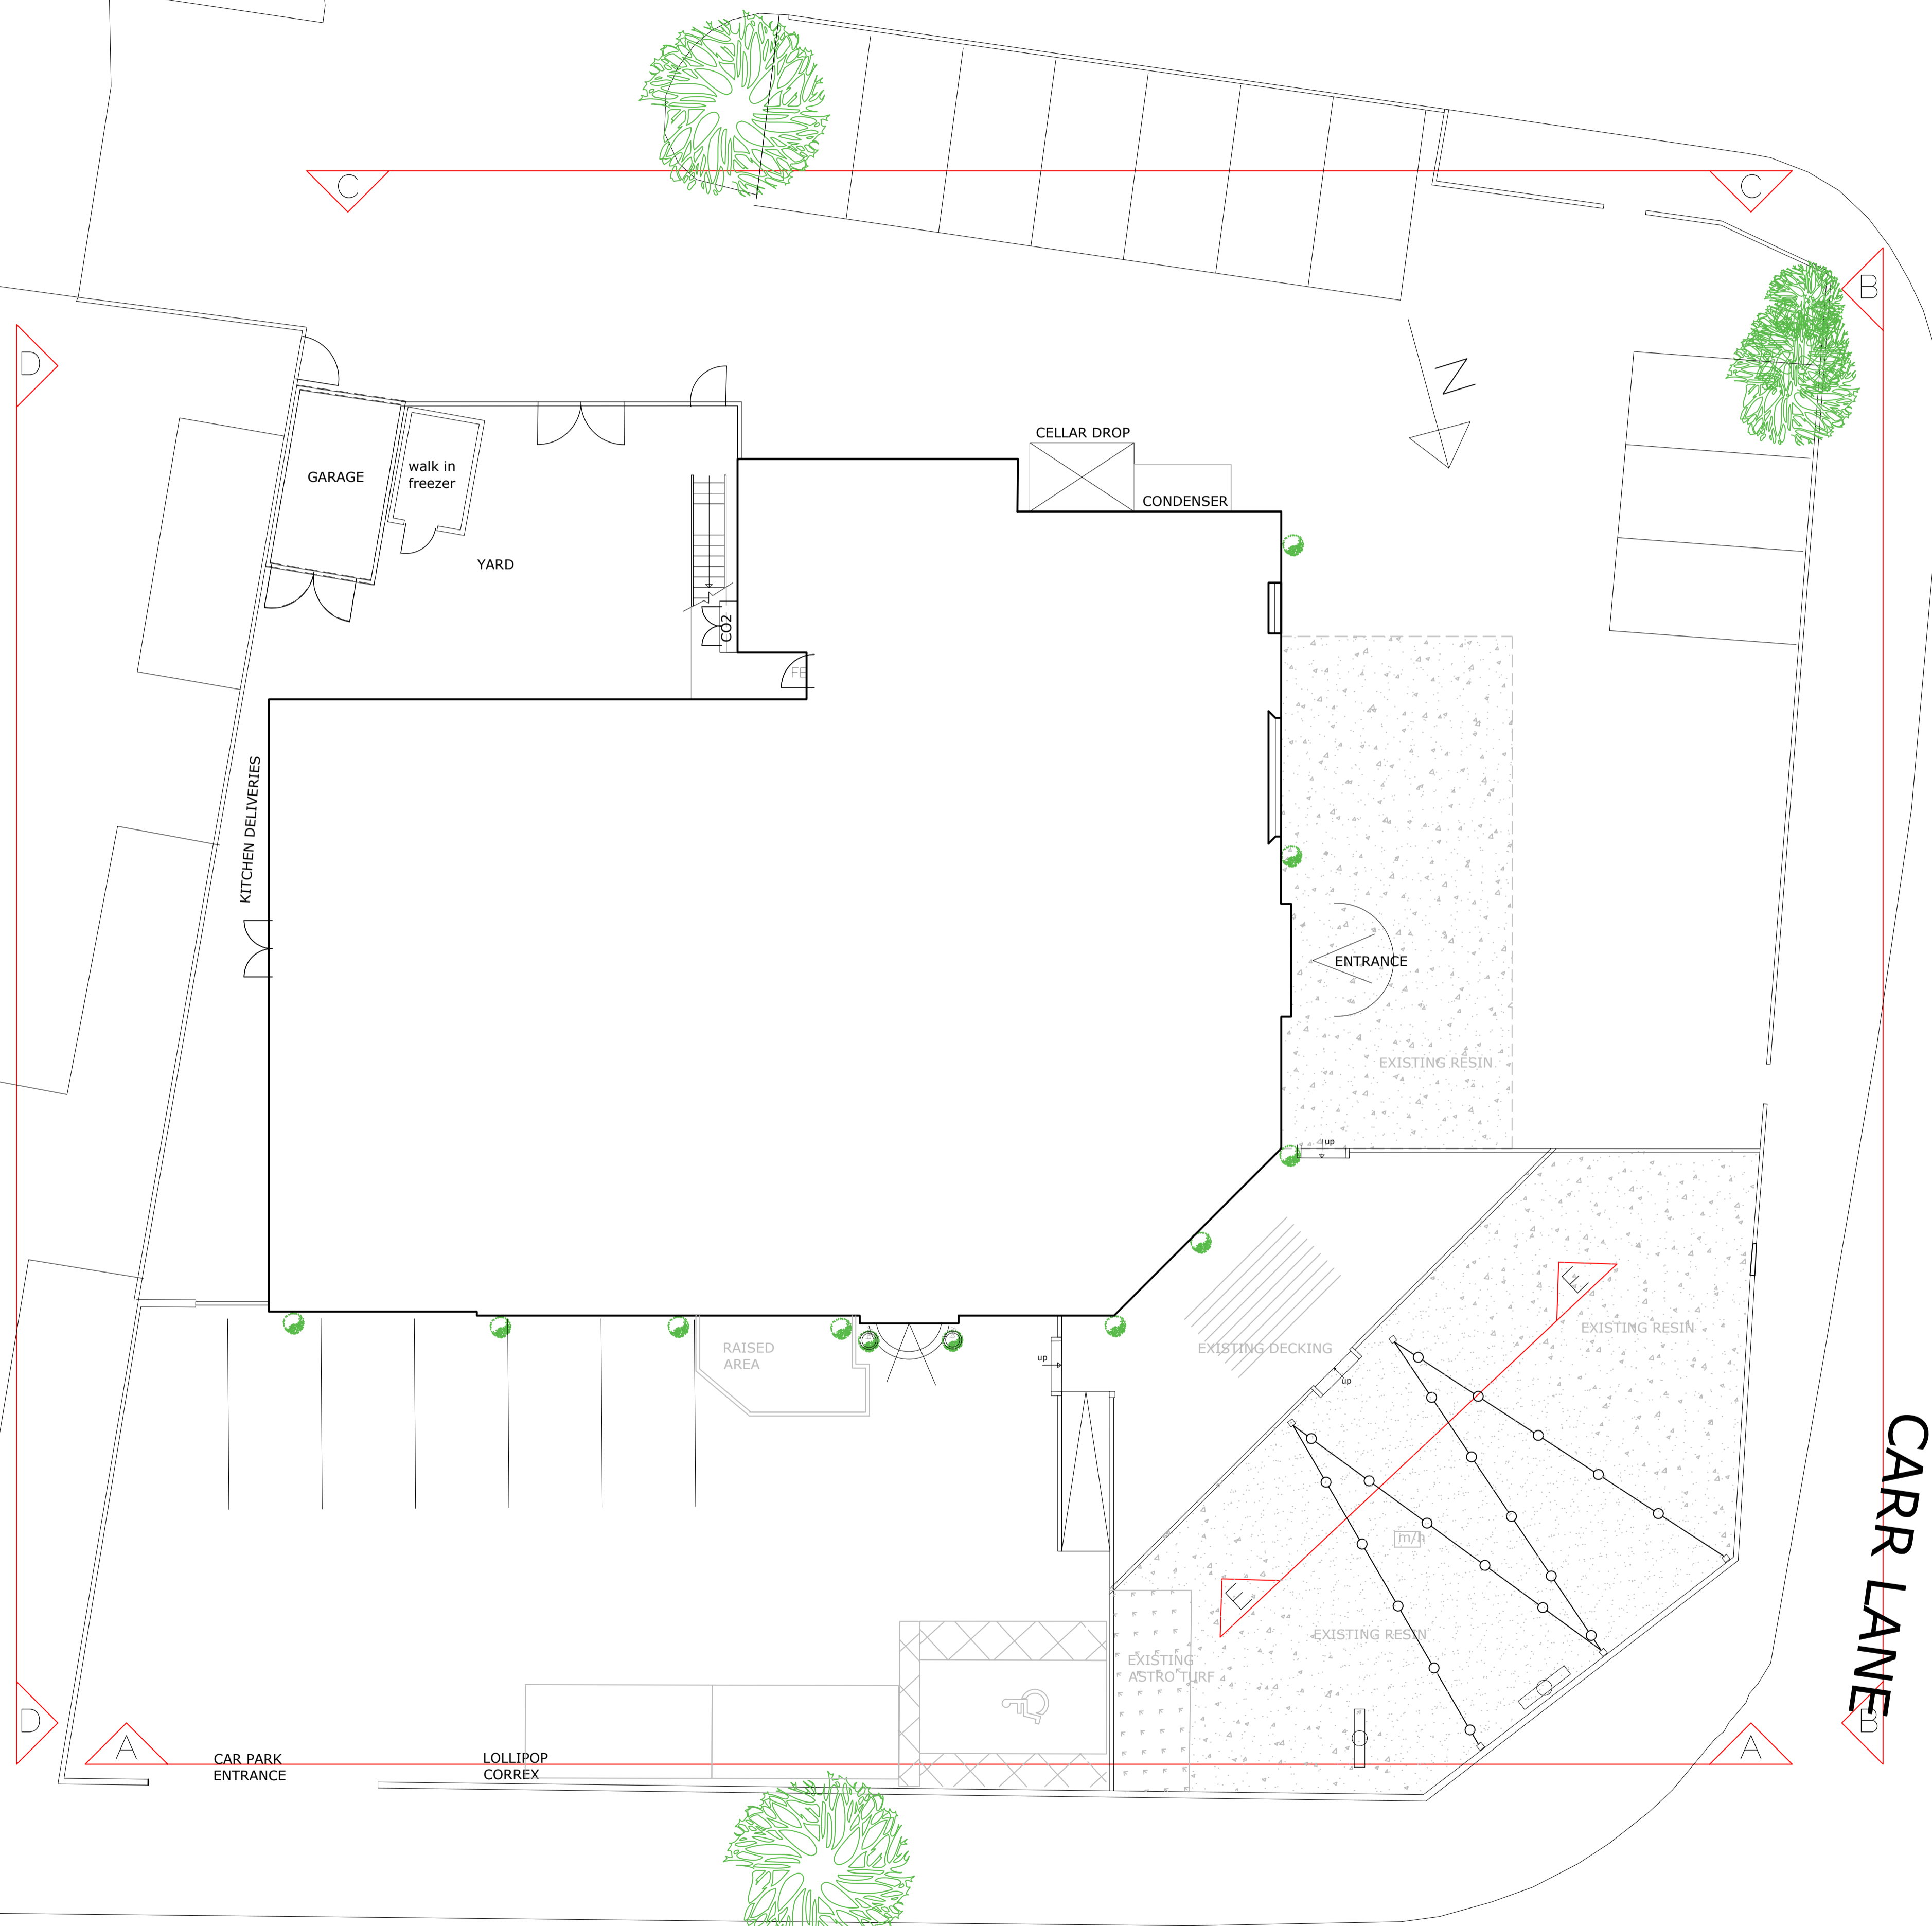 C
C
B
D
N
CELLAR DROP
GARAGE
walk in
freezer
CONDENSER
YARD
CO2
FE
KITCHEN DELIVERIES
ENTRANCE
EXISTING RESIN
up
E
EXISTING RESIN
RAISED
AREA
EXISTING DECKING
up
up
CARR LANE
m/h
E
EXISTING RESIN
EXISTING
ASTRO TURF
D
A
CAR PARK
ENTRANCE
LOLLIPOP
CORREX
A
B